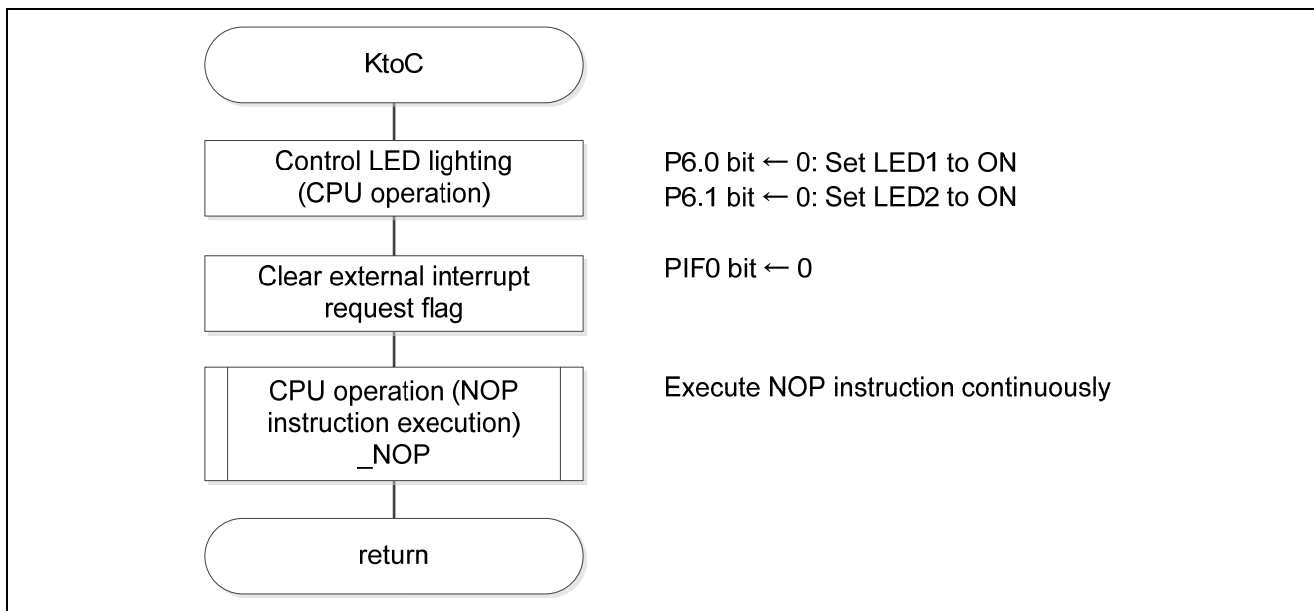 KtoC
Control LED lighting
(CPU operation)
P6.0 bit ← 0: Set LED1 to ON
P6.1 bit ← 0: Set LED2 to ON
Clear external interrupt
request flag
PIF0 bit ← 0
CPU operation (NOP
instruction execution)
_NOP
Execute NOP instruction continuously
return